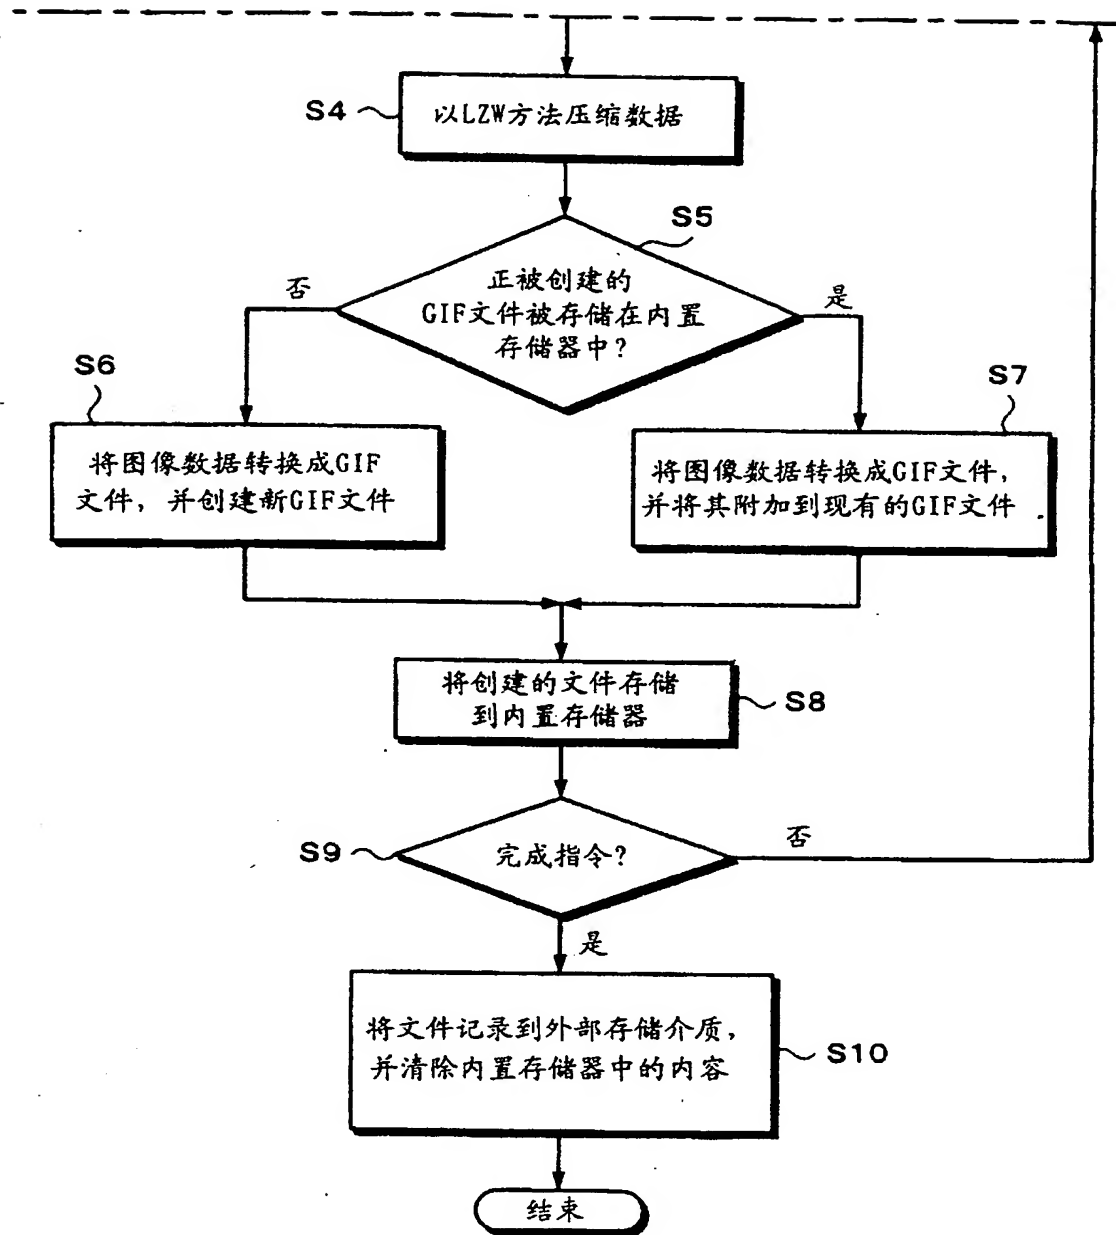 S4
以LZW方法压缩数据
S5
正被创建的
GIF文件被存储在内置
存储器中?
否
是
S6
将图像数据转换成GIF
文件，并创建新GIF文件
S7
将图像数据转换成GIF文件，
并将其附加到现有的GIF文件
将创建的文件存储
到内置存储器
S8
S9
完成指令?
否
是
将文件记录到外部存储介质，
并清除内置存储器中的内容
S10
结束